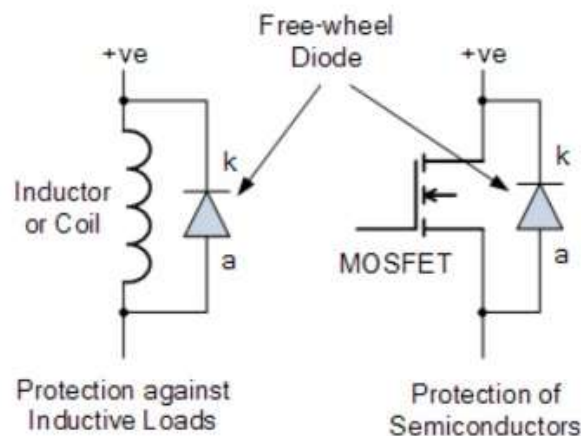 Free-wheel
Diode
+ve
+ve
k
k
Inductor
or Coil
a
MOSFET
a
Protection against
Inductive Loads
Protection of
Semiconductors